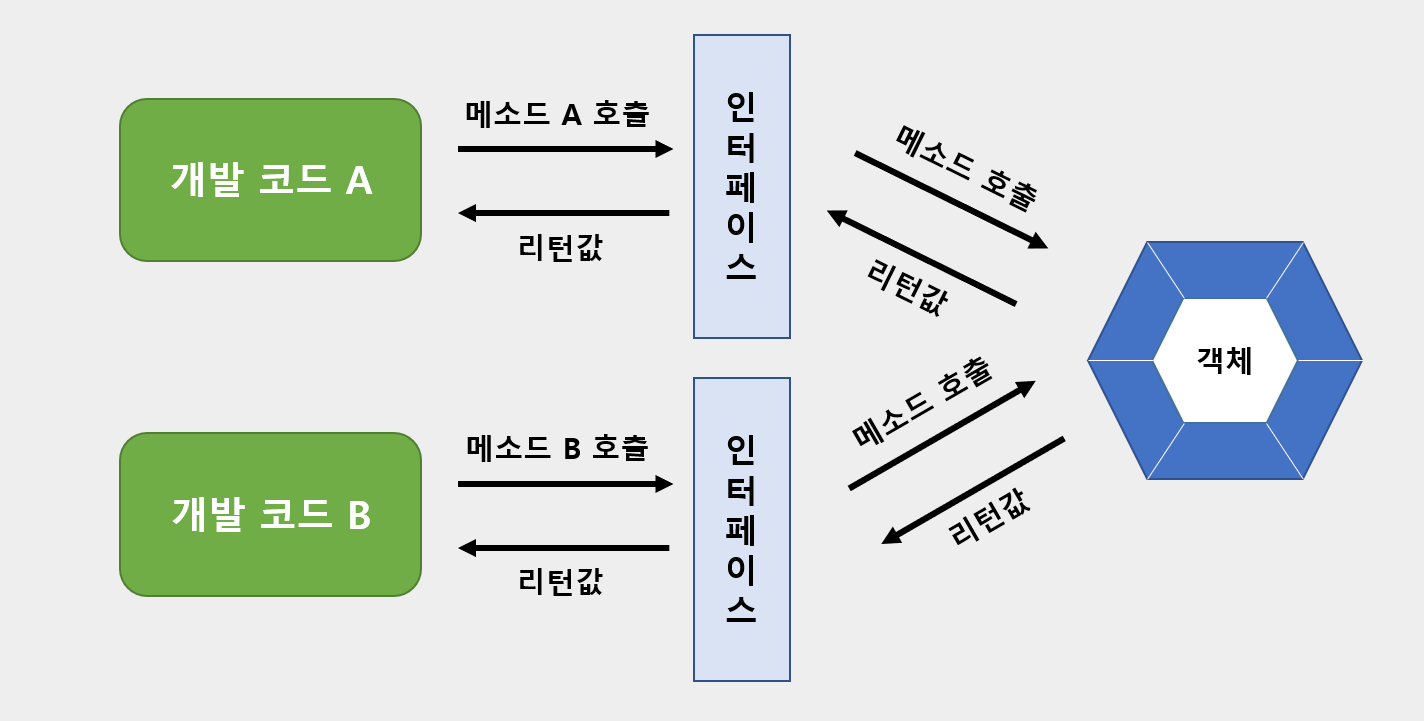 개발 코드 A
메소드 A 호출
리턴값
인터페이스
메소드 호출
리턴값
객체
개발 코드 B
메소드 B 호출
리턴값
인터페이스
메소드 호출
리턴값